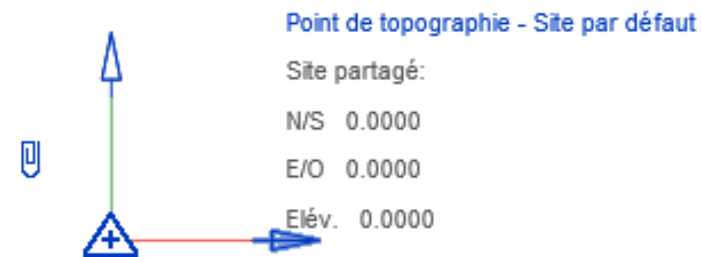 Point de topographie - Site par défaut
Site partagé:
N/S 0.0000
E/O 0.0000
Elév. 0.0000